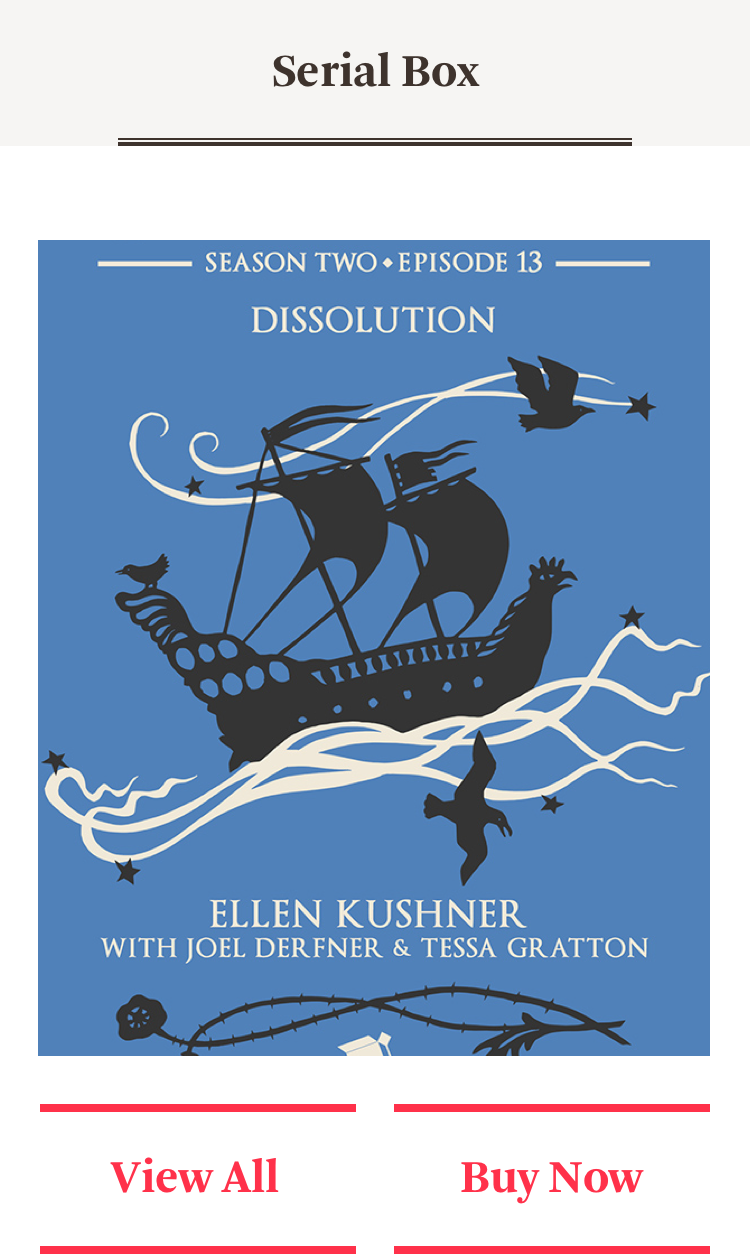 Serial Box
SEASON TWO ◆ EPISODE 13
DISSOLUTION
ELLEN KUSHNER
WITH JOEL DERFNER & TESSA GRATTON
View All
Buy Now